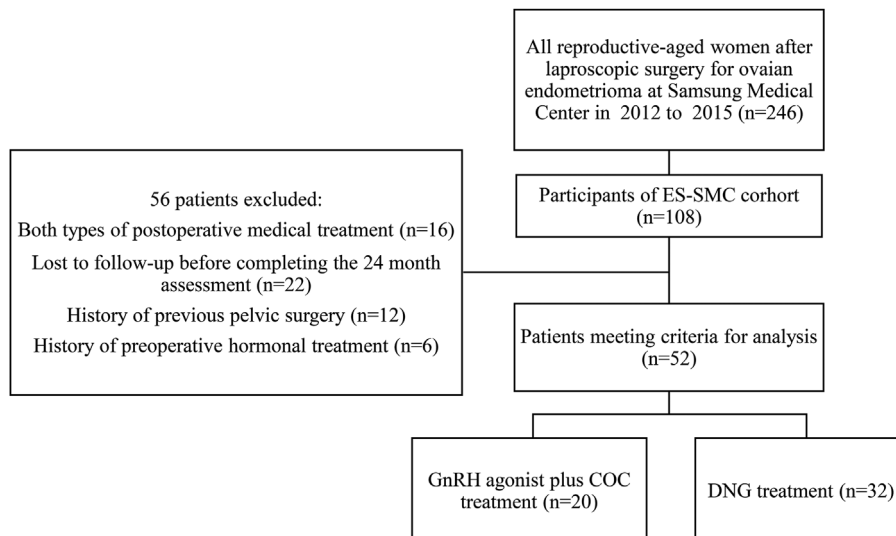 All reproductive-aged women after
laproscopic surgery for ovaian
endometrioma at Samsung Medical
Center in 2012 to 2015 (n=246)
Participants of ES-SMC corhort
(n=108)
56 patients excluded:
Both types of postoperative medical treatment (n=16)
Lost to follow-up before completing the 24 month
assessment (n=22)
History of previous pelvic surgery (n=12)
History of preoperative hormonal treatment (n=6)
Patients meeting criteria for analysis
(n=52)
GnRH agonist plus COC
treatment (n=20)
DNG treatment (n=32)